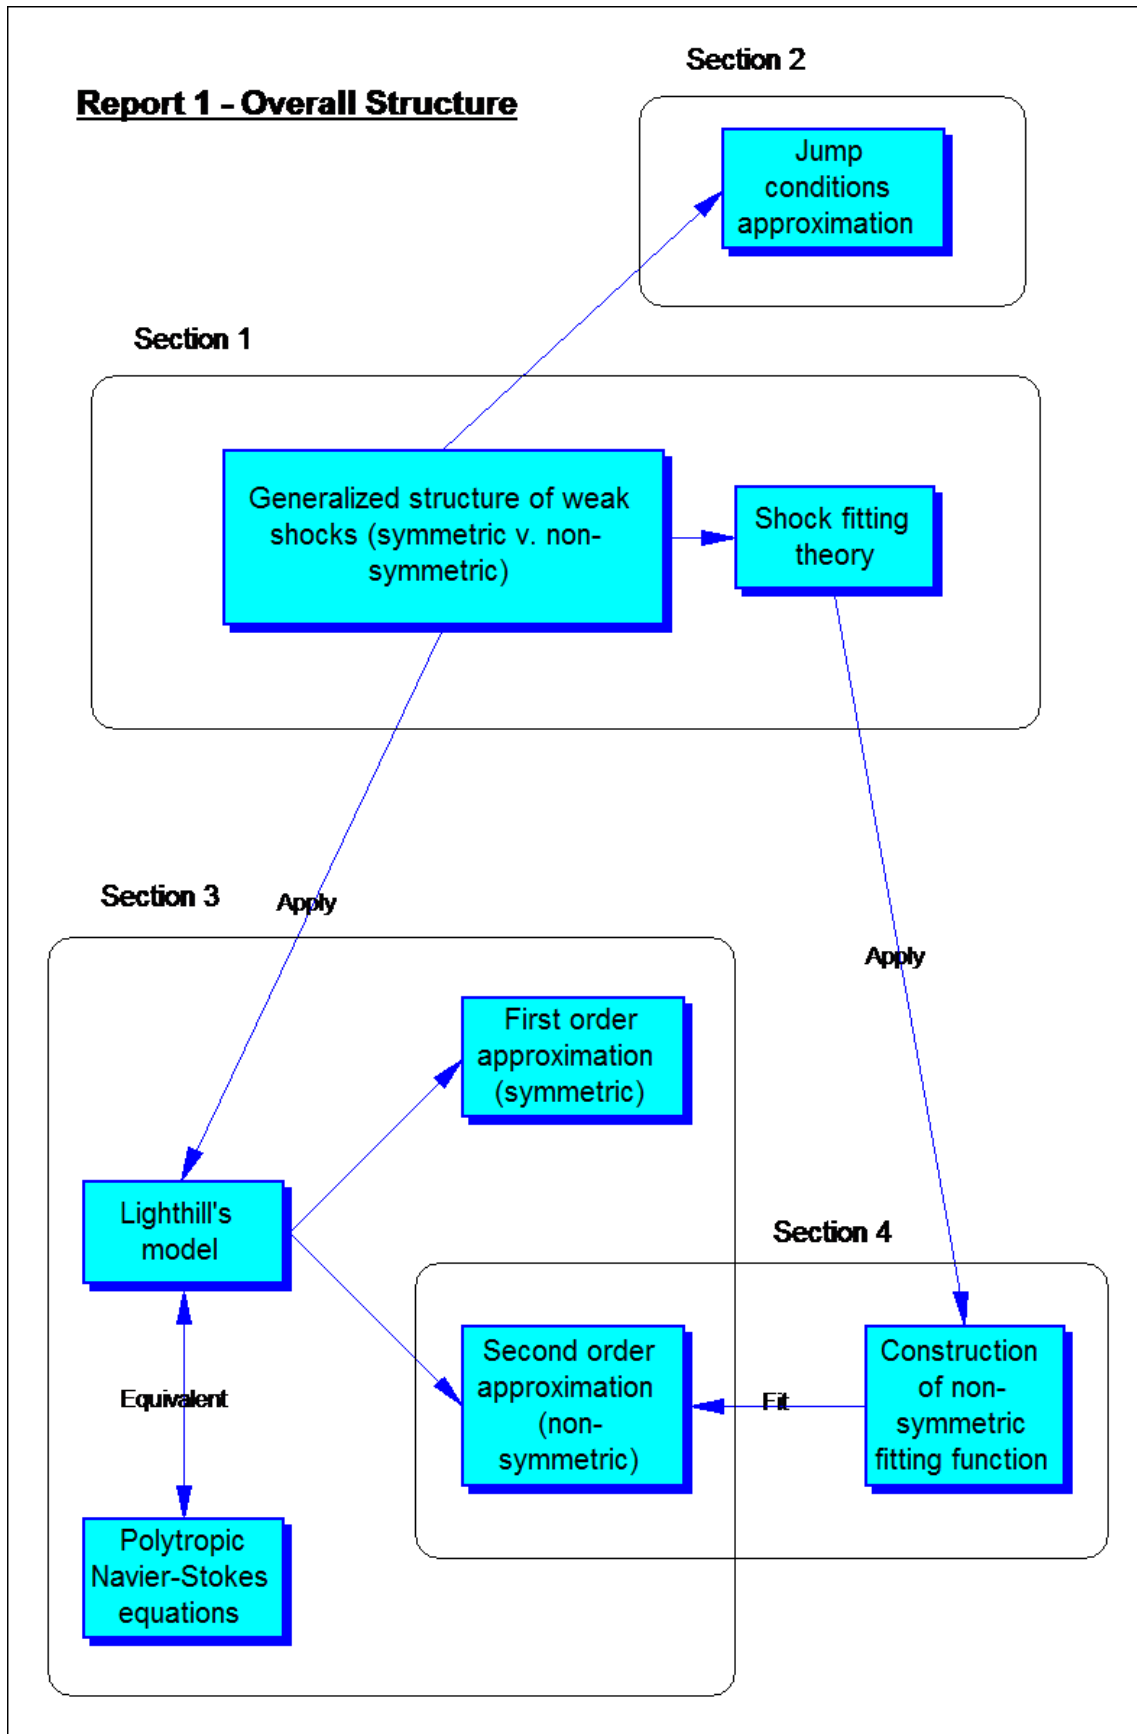 Section 2
Report 1 - Overall Structure
Jump
conditions
approximation
Section 1
Generalized structure of weak
shocks (symmetric v. non-
symmetric)
Shock fitting
theory
Section 3
Apply
Apply
First order
approximation
(symmetric)
Lighthill's
model
Section 4
Second order
approximation
(non-
symmetric)
Construction
of non-
symmetric
fitting function
Equivalent
Fit
Polytropic
Navier-Stokes
equations